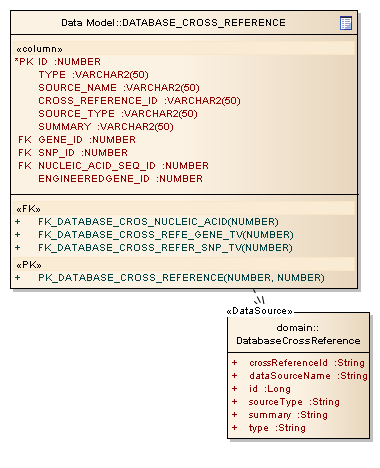 Data Model::DATABASE_CROSS_REFERENCE
«column»
*PK ID :NUMBER
TYPE :VARCHAR2(50)
SOURCE_NAME :VARCHAR2(50)
CROSS_REFERENCE_ID :VARCHAR2(50)
SOURCE_TYPE :VARCHAR2(50)
SUMMARY :VARCHAR2(50)
FK GENE_ID :NUMBER
FK SNP_ID :NUMBER
FK NUCLEIC_ACID_SEQ_ID :NUMBER
ENGINEEREDGENE_ID :NUMBER
«FK»
+ FK_DATABASE_CROS_NUCLEIC_ACID(NUMBER)
+ FK_DATABASE_CROSS_REFE_GENE_TV(NUMBER)
+ FK_DATABASE_CROSS_REFER_SNP_TV(NUMBER)
«PK»
+ PK_DATABASE_CROSS_REFERENCE(NUMBER, NUMBER)
«DataSource»
domain::
DatabaseCrossReference
+ crossReferenceId :String
+ dataSourceName :String
+ id :Long
+ sourceType :String
+ summary :String
+ type :String